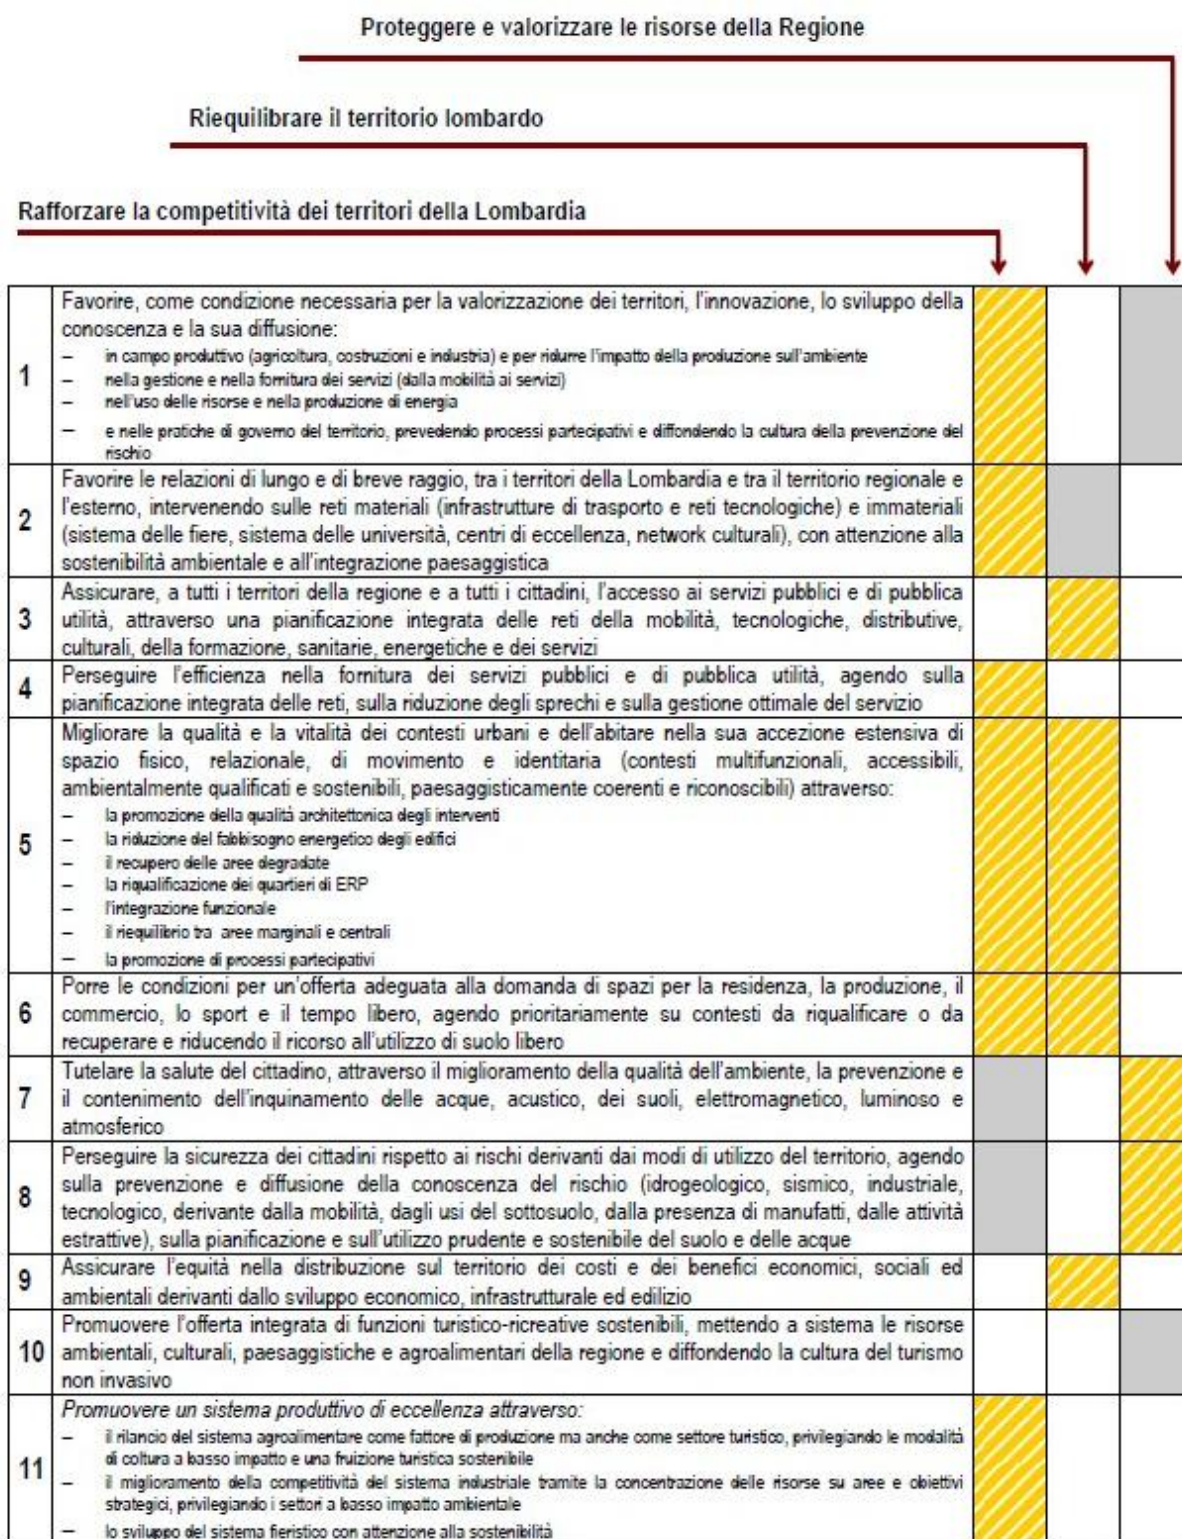 Proteggere e valorizzare le risorse della Regione
Riequilibrare il territorio lombardo
Rafforzare la competitività dei territori della Lombardia
1
Favorire, come condizione necessaria per la valorizzazione dei territori, l'innovazione, lo sviluppo della
conoscenza e la sua diffusione:
– in campo produttivo (agricoltura, costruzioni e industria) e per ridurre l'impatto della produzione sull'ambiente
– nella gestione e nella fornitura dei servizi (dalla mobilità ai servizi)
– nell'uso delle risorse e nella produzione di energia
– e nelle pratiche di governo del territorio, prevedendo processi partecipativi e diffondendo la cultura della prevenzione del
rischio
2
Favorire le relazioni di lungo e di breve raggio, tra i territori della Lombardia e tra il territorio regionale e
l'esterno, intervenendo sulle reti materiali (infrastrutture di trasporto e reti tecnologiche) e immateriali
(sistema delle fiere, sistema delle università, centri di eccellenza, network culturali), con attenzione alla
sostenibilità ambientale e all'integrazione paesaggistica
3
Assicurare, a tutti i territori della regione e a tutti i cittadini, l'accesso ai servizi pubblici e di pubblica
utilità, attraverso una pianificazione integrata delle reti della mobilità, tecnologiche, distributive,
culturali, della formazione, sanitarie, energetiche e dei servizi
4
Perseguire l'efficienza nella fornitura dei servizi pubblici e di pubblica utilità, agendo sulla
pianificazione integrata delle reti, sulla riduzione degli sprechi e sulla gestione ottimale del servizio
5
Migliorare la qualità e la vitalità dei contesti urbani e dell'abitare nella sua accezione estensiva di
spazio fisico, relazionale, di movimento e identitaria (contesti multifunzionali, accessibili,
ambientalmente qualificati e sostenibili, paesaggisticamente coerenti e riconoscibili) attraverso:
– la promozione della qualità architettonica degli interventi
– la riduzione del fabbisogno energetico degli edifici
– il recupero delle aree degradate
– la riqualificazione dei quartieri di ERP
– l'integrazione funzionale
– il riequilibrio tra aree marginali e centrali
– la promozione di processi partecipativi
6
Porre le condizioni per un'offerta adeguata alla domanda di spazi per la residenza, la produzione, il
commercio, lo sport e il tempo libero, agendo prioritariamente su contesti da riqualificare o da
recuperare e riducendo il ricorso all'utilizzo di suolo libero
7
Tutelare la salute del cittadino, attraverso il miglioramento della qualità dell'ambiente, la prevenzione e
il contenimento dell'inquinamento delle acque, acustico, dei suoli, elettromagnetico, luminoso e
atmosferico
8
Perseguire la sicurezza dei cittadini rispetto ai rischi derivanti dai modi di utilizzo del territorio, agendo
sulla prevenzione e diffusione della conoscenza del rischio (idrogeologico, sismico, industriale,
tecnologico, derivante dalla mobilità, dagli usi del sottosuolo, dalla presenza di manufatti, dalle attività
estrattive), sulla pianificazione e sull'utilizzo prudente e sostenibile del suolo e delle acque
9
Assicurare l'equità nella distribuzione sul territorio dei costi e dei benefici economici, sociali ed
ambientali derivanti dallo sviluppo economico, infrastrutturale ed edilizio
10
Promuovere l'offerta integrata di funzioni turistico-ricreative sostenibili, mettendo a sistema le risorse
ambientali, culturali, paesaggistiche e agroalimentari della regione e diffondendo la cultura del turismo
non invasivo
11
Promuovere un sistema produttivo di eccellenza attraverso:
– il rilancio del sistema agroalimentare come fattore di produzione ma anche come settore turistico, privilegiando le modalità
di coltura a basso impatto e una fruizione turistica sostenibile
– il miglioramento della competitività del sistema industriale tramite la concentrazione delle risorse su aree e obiettivi
strategici, privilegiando i settori a basso impatto ambientale
– lo sviluppo del sistema fieristico con attenzione alla sostenibilità